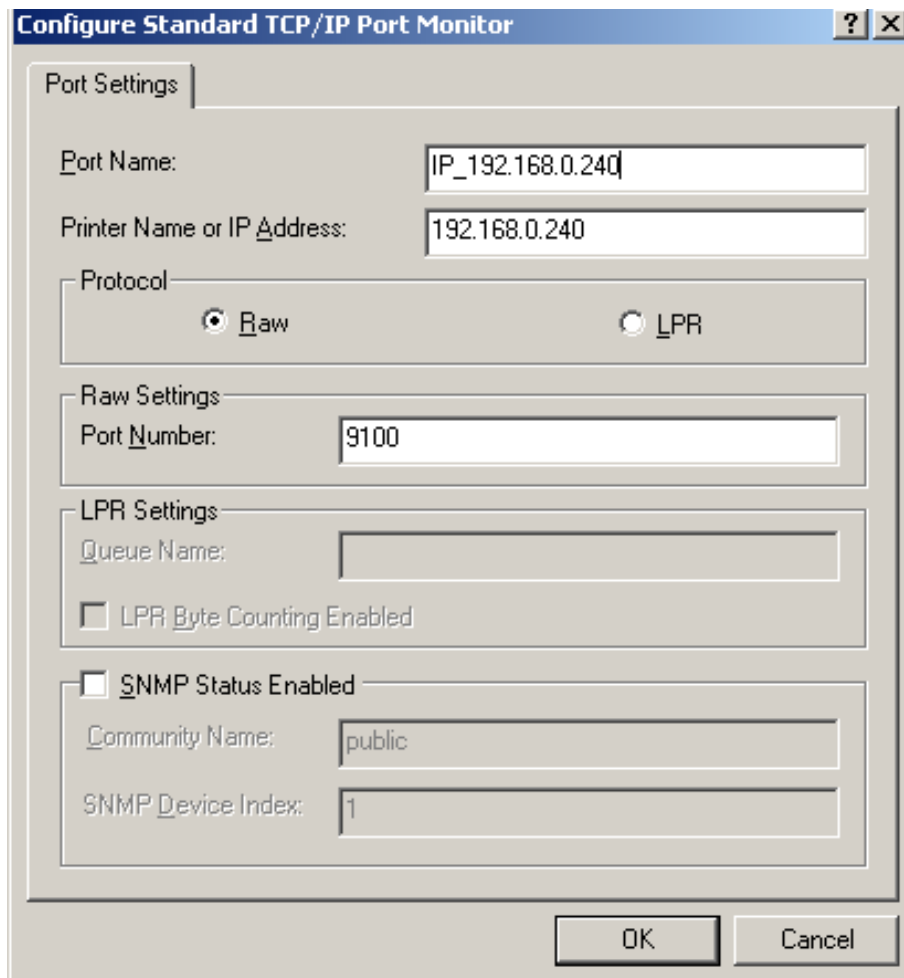 Configure Standard TCP/IP Port Monitor
Port Settings
Port Name: IP_192.168.0.240
Printer Name or IP Address: 192.168.0.240
Protocol
Raw LPR
Raw Settings
Port Number: 9100
LPR Settings
Queue Name:
LPR Byte Counting Enabled
SNMP Status Enabled
Community Name: public
SNMP Device Index: 1
OK Cancel